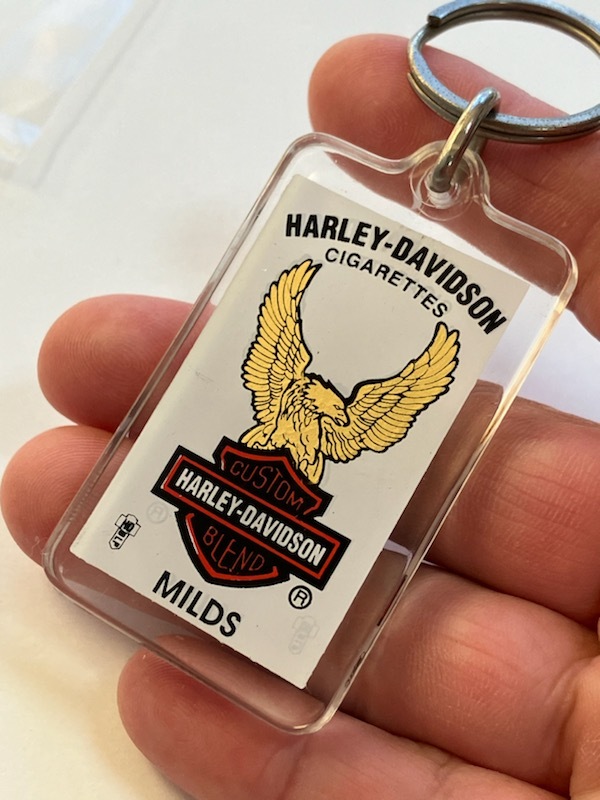 HARLEY-DAVIDSON
CIGARETTES
CUSTOM
HARLEY-DAVIDSON
BLEND
®
MILDS